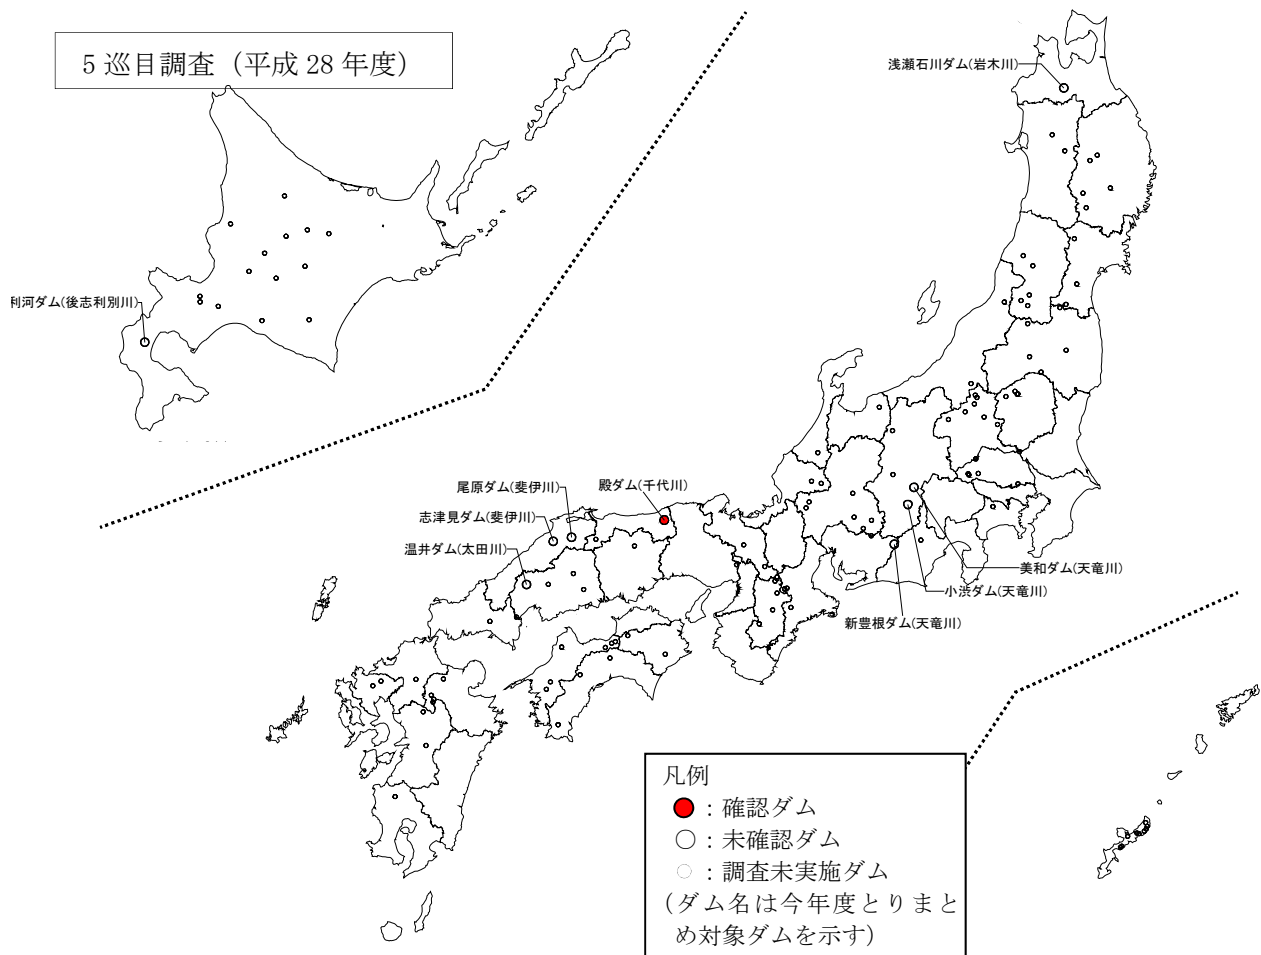 5 巡目調査（平成 28 年度）
浅瀬石川ダム(岩木川)
利河ダム(後志利別川)
尾原ダム(斐伊川)
殿ダム(千代川)
志津見ダム(斐伊川)
温井ダム(太田川)
美和ダム(天竜川)
小渋ダム(天竜川)
新豊根ダム(天竜川)
凡例
：確認ダム
：未確認ダム
：調査未実施ダム
（ダム名は今年度とりまと
め対象ダムを示す）